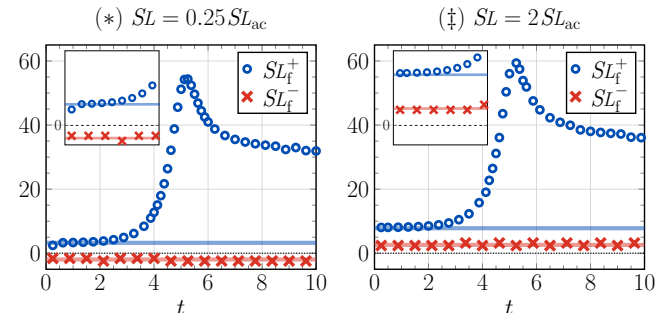 (*) SL = 0.25SL_ac
(‡) SL = 2SL_ac
60
40
20
0
0
SL_f^+
SL_f^-
0 2 4 6 8 10
t
60
40
20
0
0
SL_f^+
SL_f^-
0 2 4 6 8 10
t